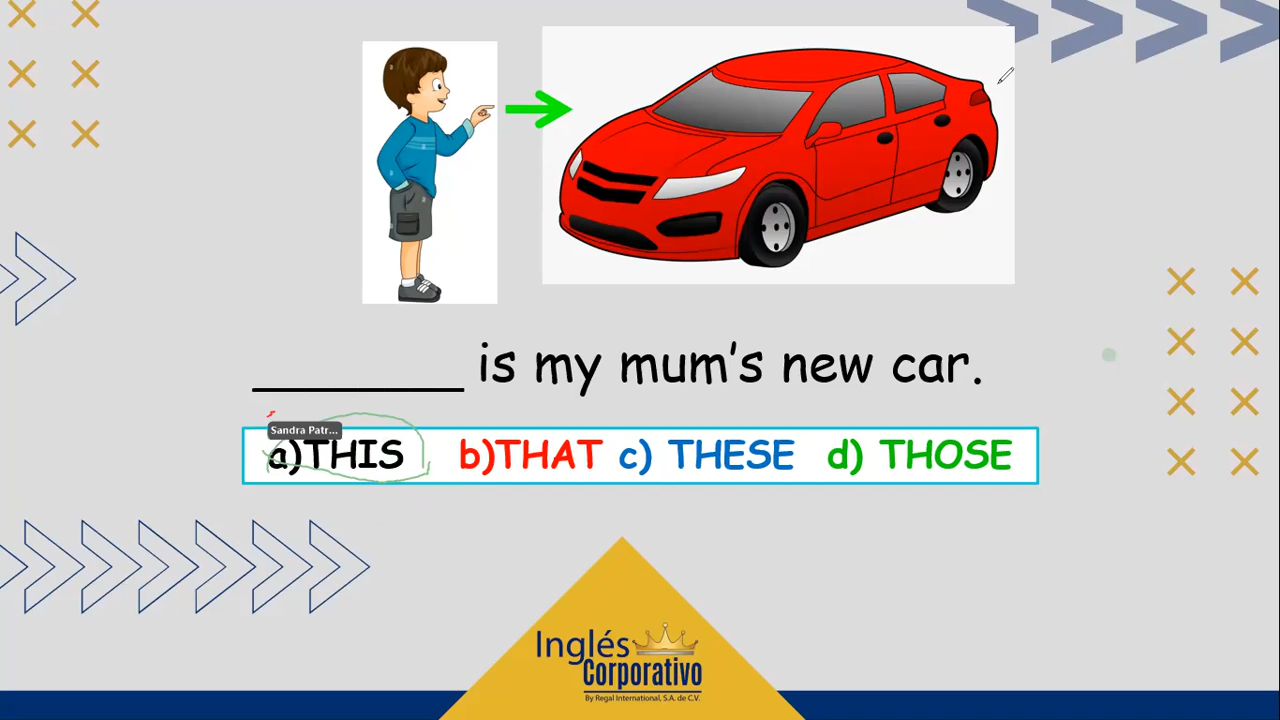 ________ is my mum's new car.
Sandra Patr...
a)THIS b)THAT c) THESE d) THOSE
Inglés
Corporativo
By Regal International, S.A. de C.V.